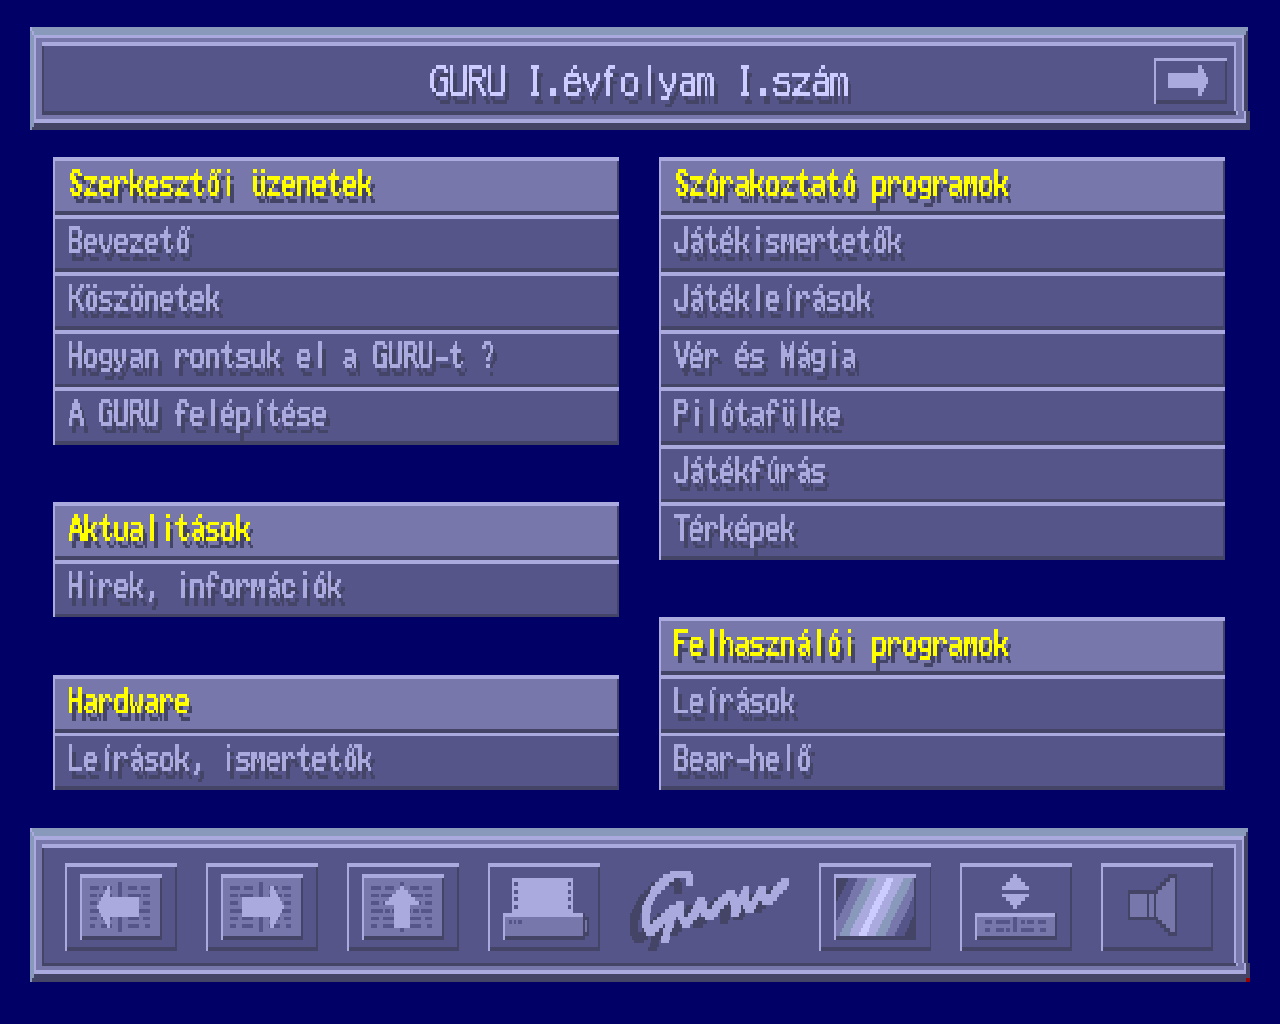 GURU I.évfolyam I.szám
Szerkesztői üzenetek
Bevezető
Köszönetek
Hogyan rontsuk el a GURU-t ?
A GURU felépítése
Aktualitások
Hirek, információk
Hardware
Leírások, ismertetők
Szórakoztató programok
Játékismertetők
Játékleírások
Vér és Mágia
Pilótafülke
Játékfúrás
Térképek
Felhasználói programok
Leírások
Bear-helő
Guru